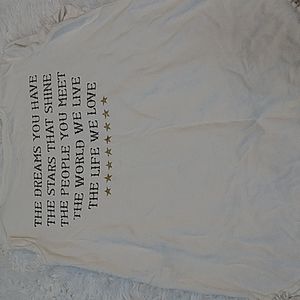 THE DREAMS YOU HAVE
THE STARS THAT SHINE
THE PEOPLE YOU MEET
THE WORLD WE LIVE
THE LIFE WE LOVE